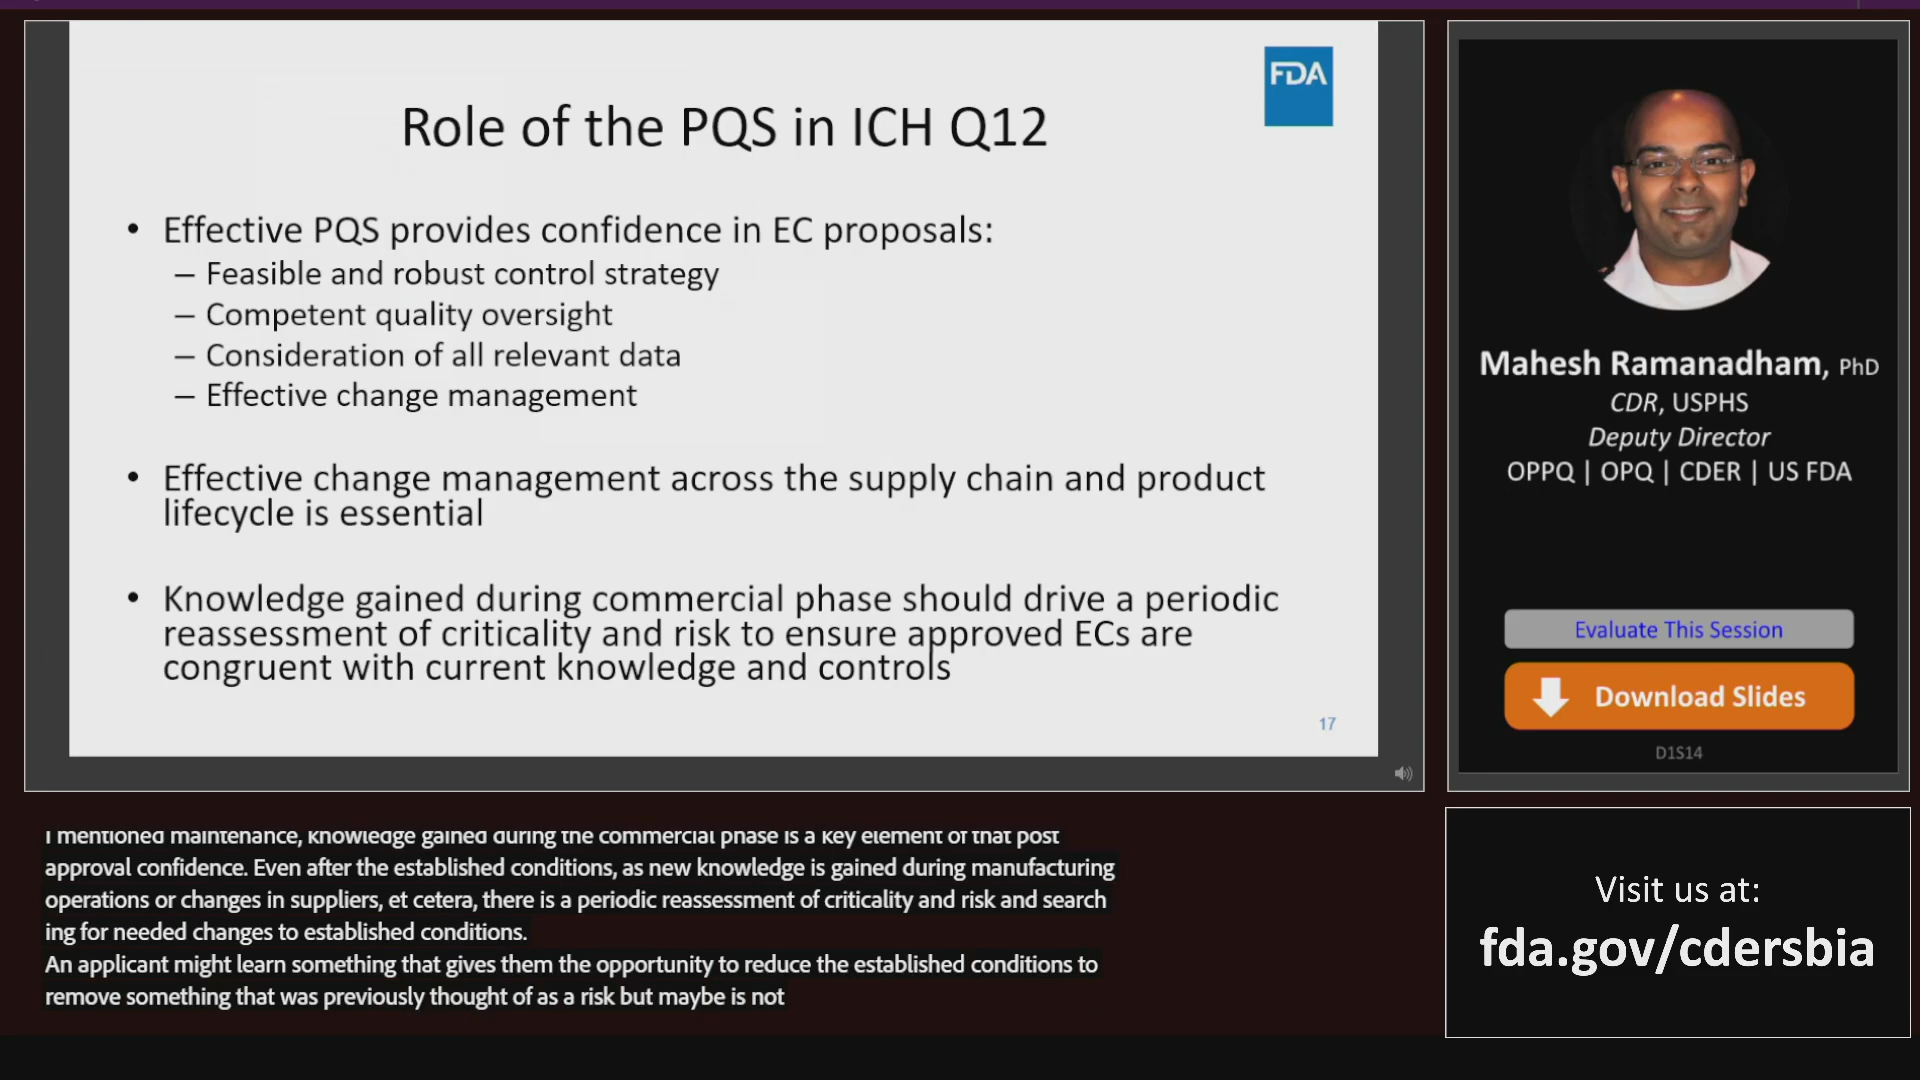 FDA
Role of the PQS in ICH Q12
• Effective PQS provides confidence in EC proposals:
– Feasible and robust control strategy
– Competent quality oversight
– Consideration of all relevant data
– Effective change management
• Effective change management across the supply chain and product
lifecycle is essential
• Knowledge gained during commercial phase should drive a periodic
reassessment of criticality and risk to ensure approved ECs are
congruent with current knowledge and controls
17
Mahesh Ramanadham, PhD
CDR, USPHS
Deputy Director
OPPQ | OPQ | CDER | US FDA
Evaluate This Session
Download Slides
D1S14
I mentioned maintenance, knowledge gained during the commercial phase is a key element of that post
approval confidence. Even after the established conditions, as new knowledge is gained during manufacturing
operations or changes in suppliers, et cetera, there is a periodic reassessment of criticality and risk and search
ing for needed changes to established conditions.
An applicant might learn something that gives them the opportunity to reduce the established conditions to
remove something that was previously thought of as a risk but maybe is not
Visit us at:
fda.gov/cdersbia